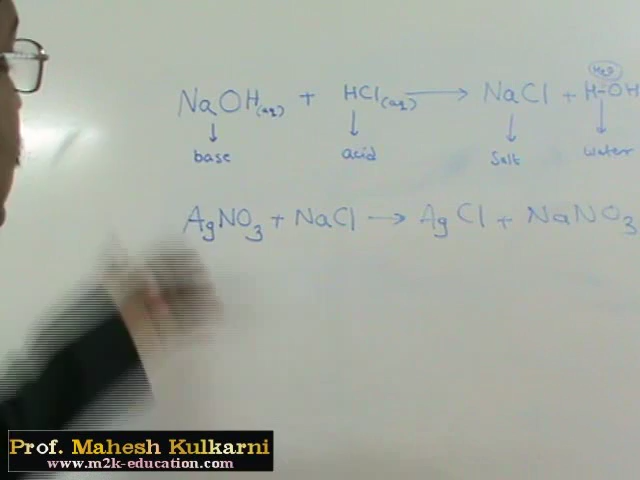 H₂O
NaOH(aq) + HCl(aq) → NaCl + H-OH
↓ ↓ ↓ ↓
base acid Salt Water
AgNO₃ + NaCl → AgCl + NaNO₃
Prof. Mahesh Kulkarni
www.m2k-education.com